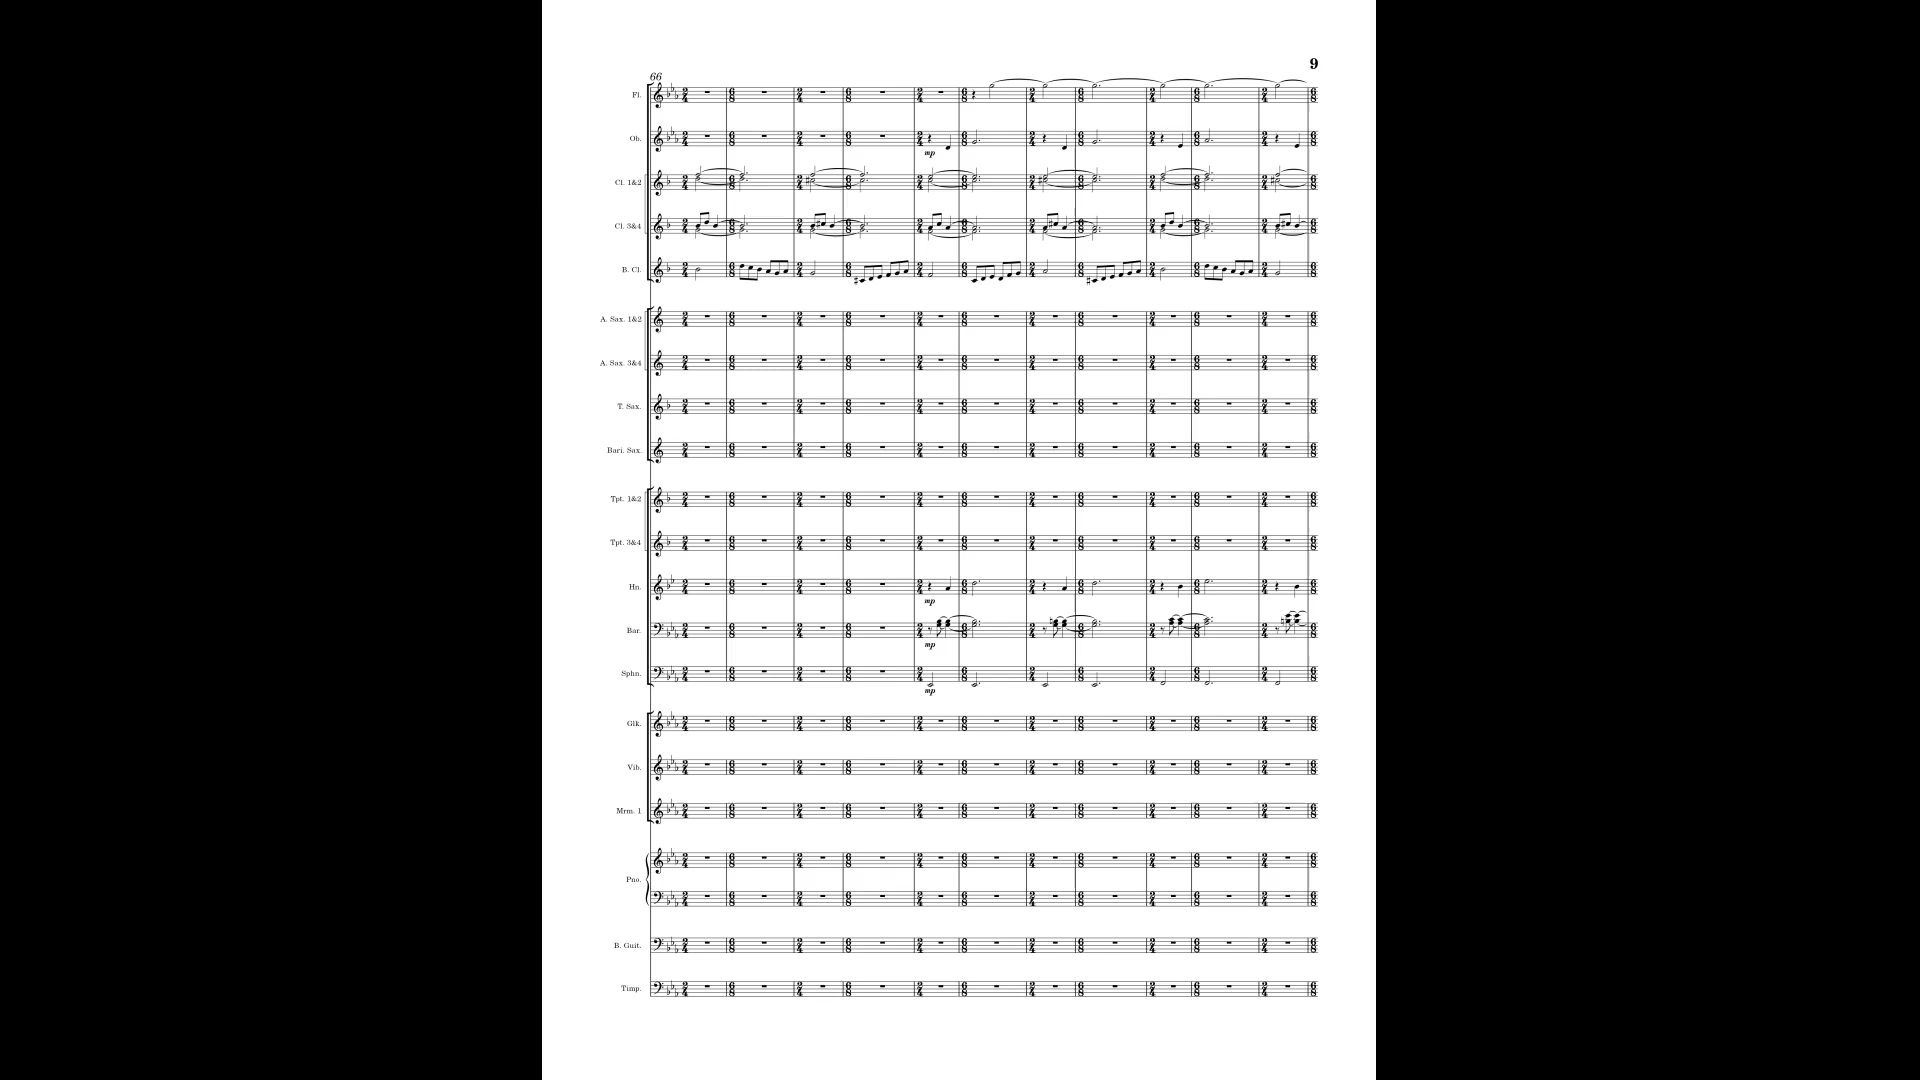 9
66
Fl.
Ob.
mp
Cl. 1&2
Cl. 3&4
B. Cl.
A. Sax. 1&2
A. Sax. 3&4
T. Sax.
Bari. Sax.
Tpt. 1&2
Tpt. 3&4
Hn.
mp
Bar.
mp
Sphn.
mp
Glk.
Vib.
Mrm. 1
Pno.
B. Guit.
Timp.